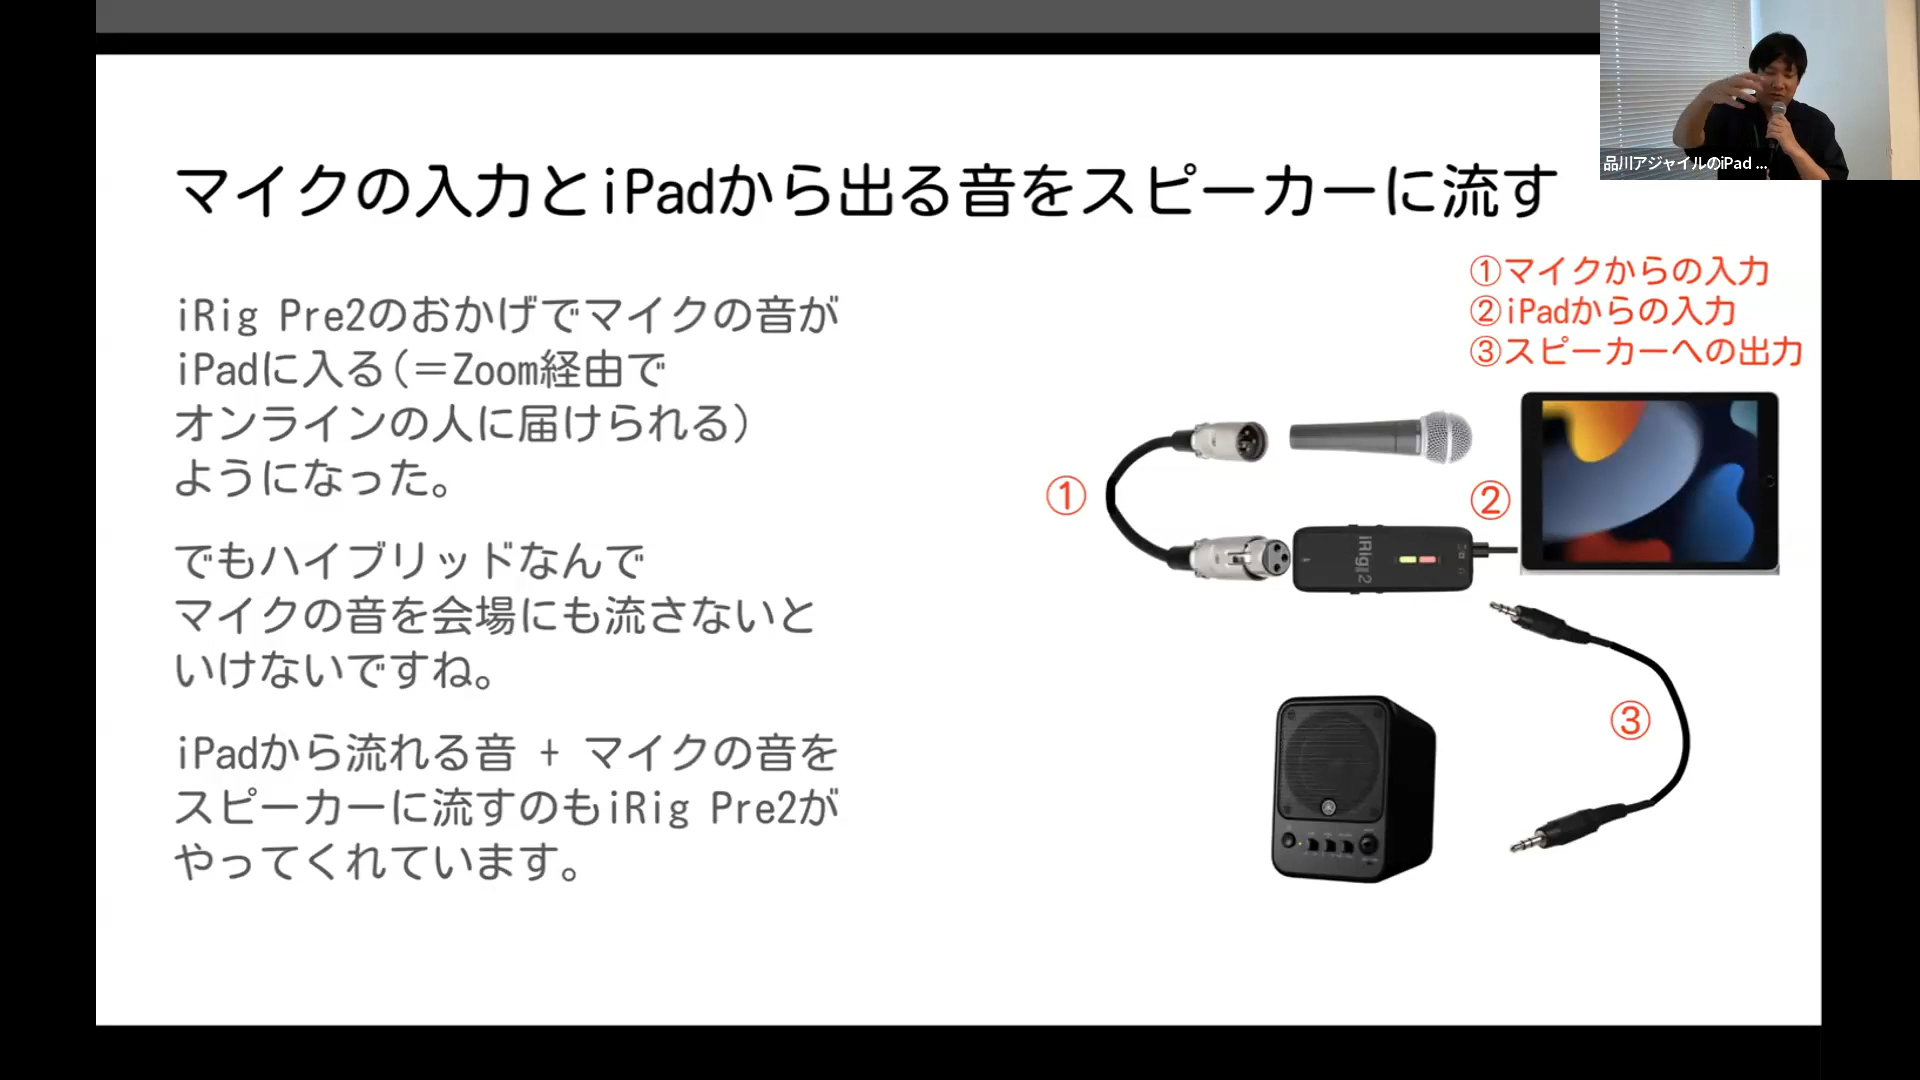 品川アジャイルのiPad ...
マイクの入力とiPadから出る音をスピーカーに流す
iRig Pre2のおかげでマイクの音が
iPadに入る(＝Zoom経由で
オンラインの人に届けられる)
ようになった。
でもハイブリッドなんで
マイクの音を会場にも流さないと
いけないですね。
iPadから流れる音 + マイクの音を
スピーカーに流すのもiRig Pre2が
やってくれています。
①マイクからの入力
②iPadからの入力
③スピーカーへの出力
①
②
iRig 2
③